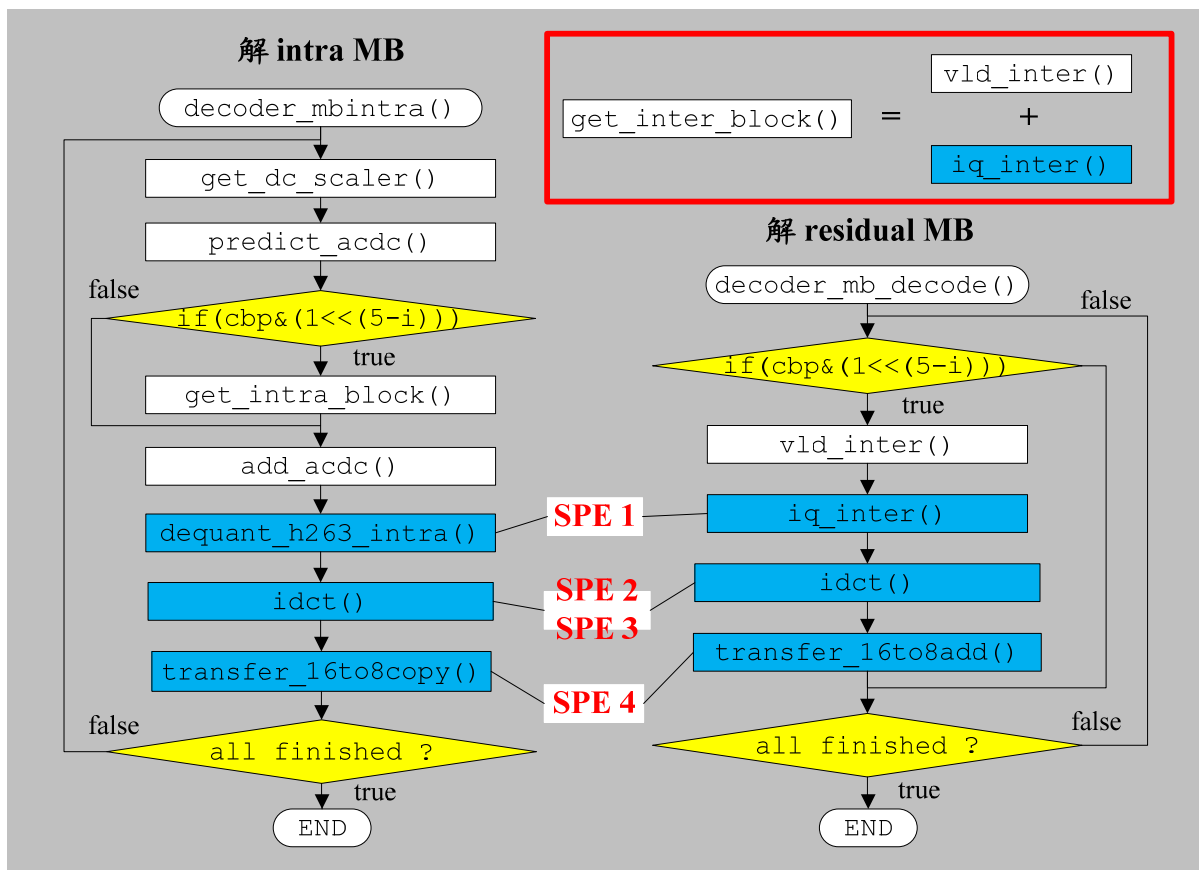 解 intra MB
decoder_mbintra()
get_dc_scaler()
predict_acdc()
false
if(cbp&(1<<(5-i)))
true
get_intra_block()
add_acdc()
dequant_h263_intra()
idct()
transfer_16to8copy()
false
all finished ?
true
END
get_inter_block()
=
vld_inter()
+
iq_inter()
解 residual MB
decoder_mb_decode()
false
if(cbp&(1<<(5-i)))
true
vld_inter()
iq_inter()
idct()
transfer_16to8add()
false
all finished ?
true
END
SPE 1
SPE 2
SPE 3
SPE 4